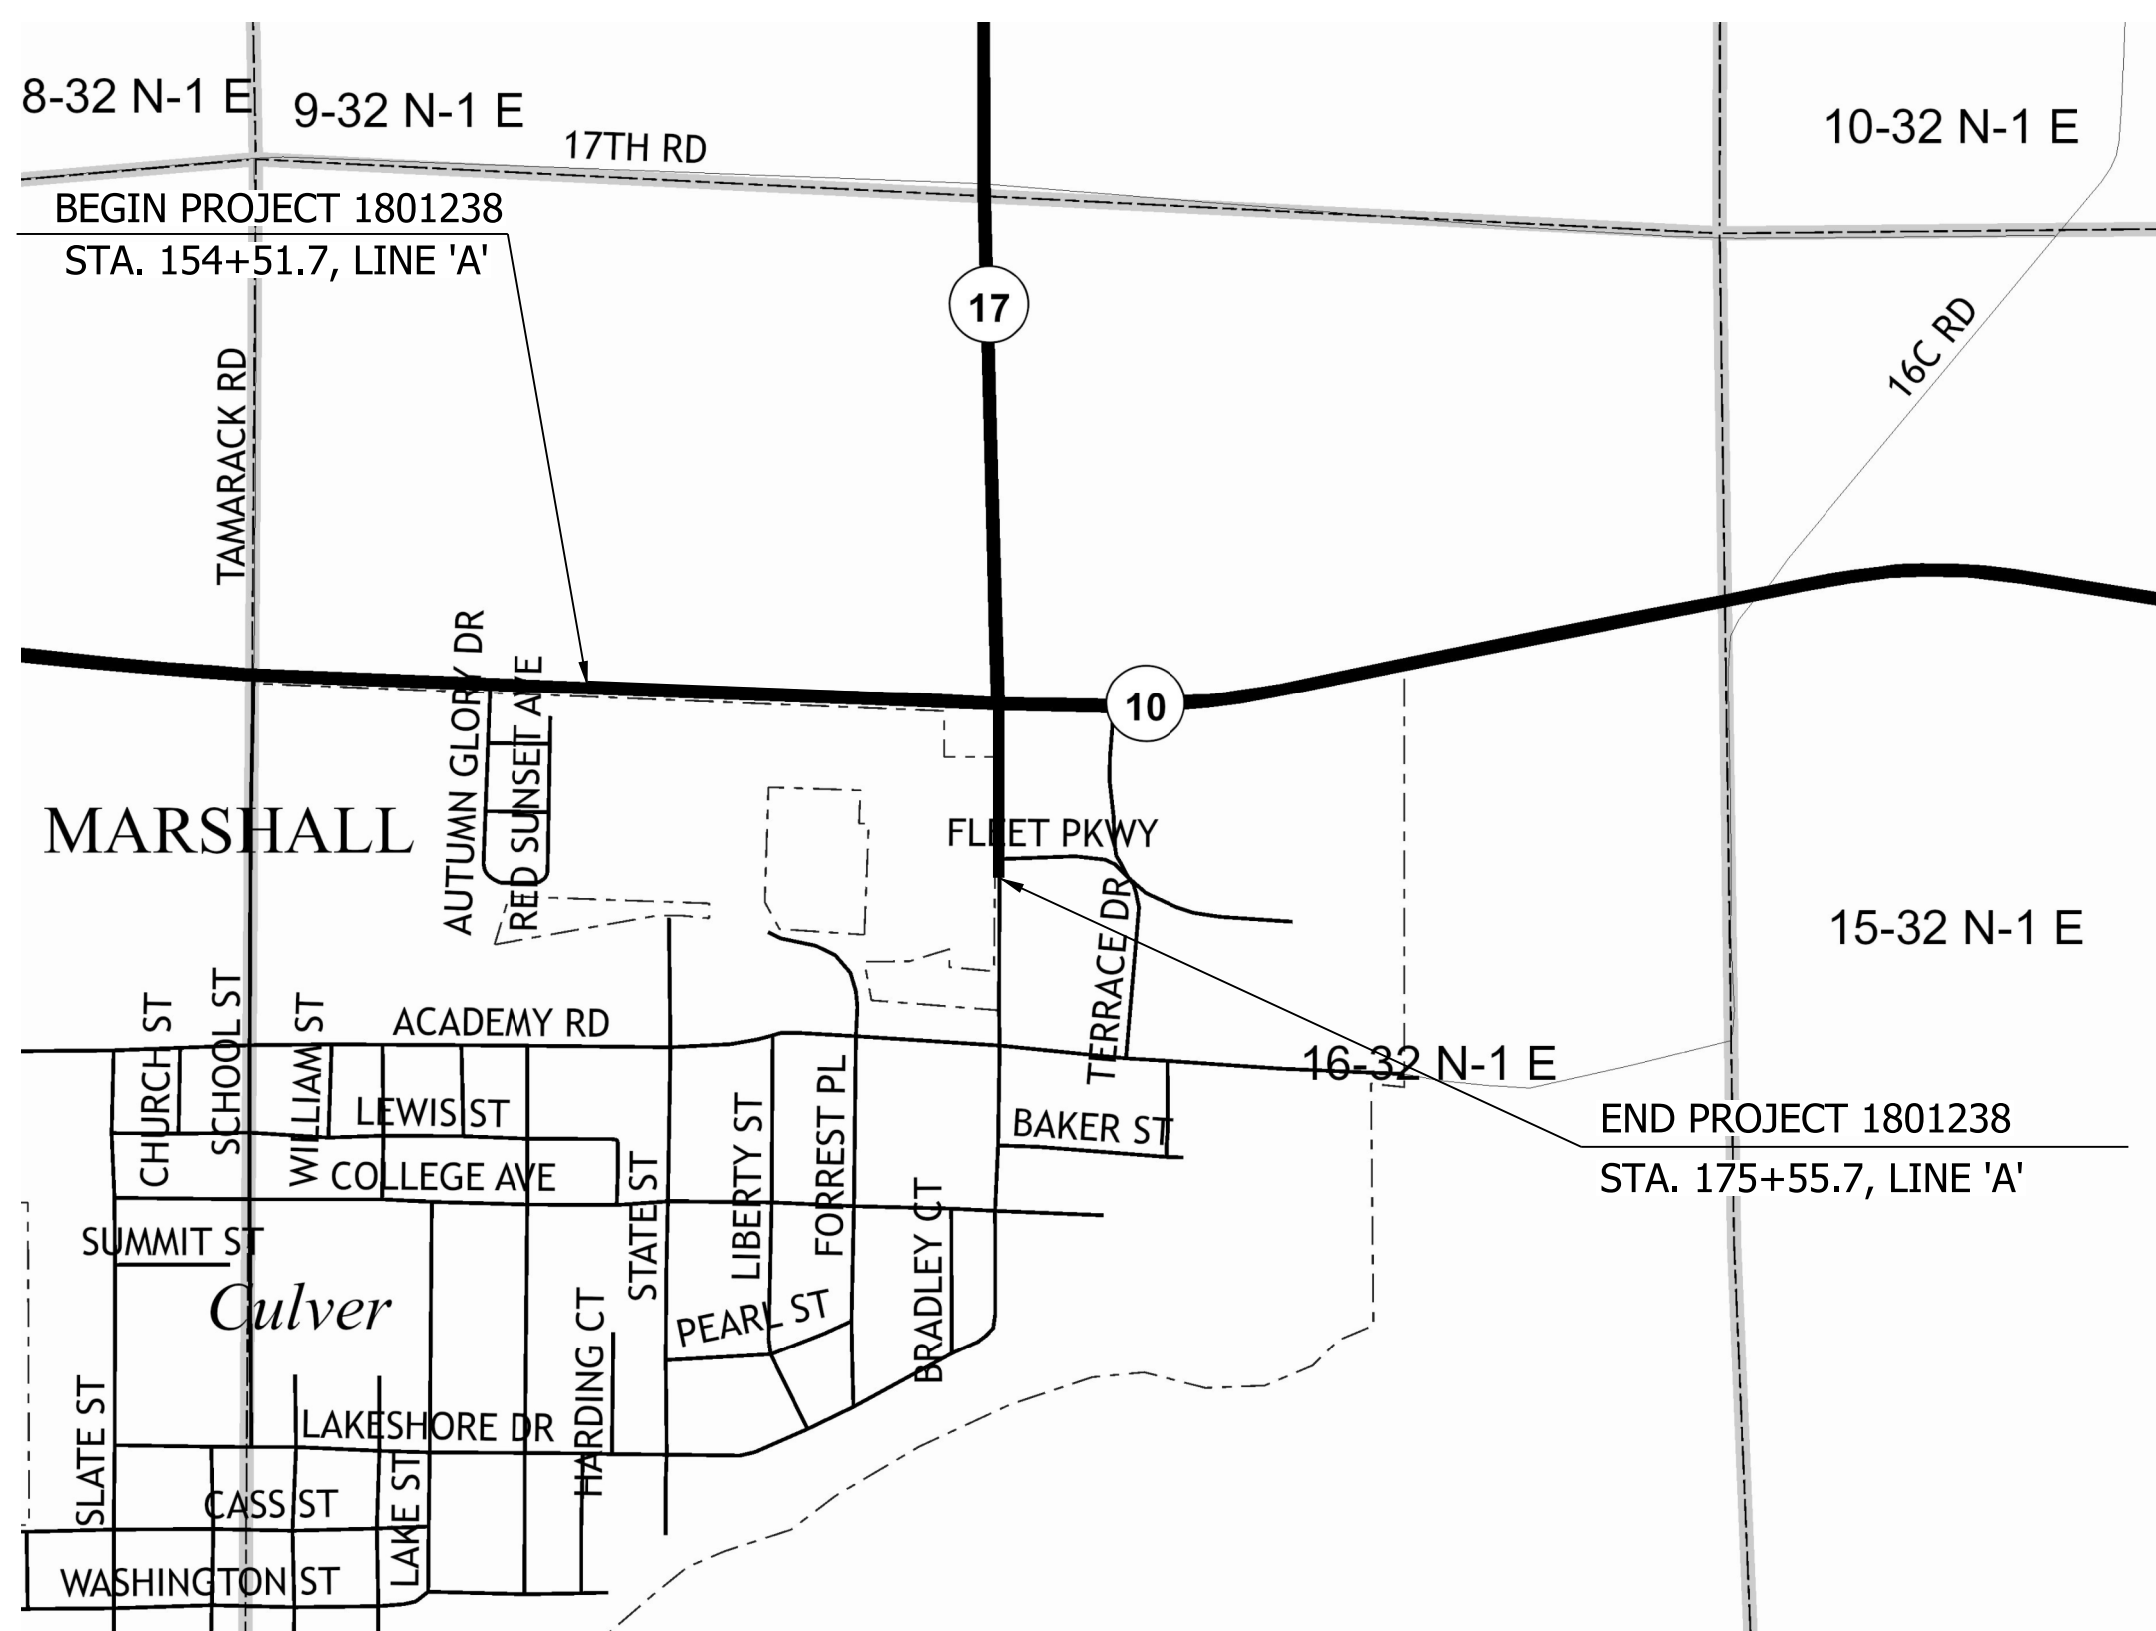 8-32 N-1 E
9-32 N-1 E
10-32 N-1 E
17TH RD
BEGIN PROJECT 1801238
STA. 154+51.7, LINE 'A'
17
16C RD
TAMARACK RD
AUTUMN GLORY DR
RED SUNSET AVE
10
MARSHALL
FLEET PKWY
TERRACE DR
15-32 N-1 E
CHURCH ST
SCHOOL ST
WILLIAM ST
ACADEMY RD
16-32 N-1 E
LEWIS ST
COLLEGE AVE
STATE ST
LIBERTY ST
FORREST PL
BAKER ST
END PROJECT 1801238
STA. 175+55.7, LINE 'A'
BRADLEY CT
SUMMIT ST
Culver
PEARL ST
HARDING CT
SLATE ST
LAKESHORE DR
LAKE ST
CASS ST
WASHINGTON ST